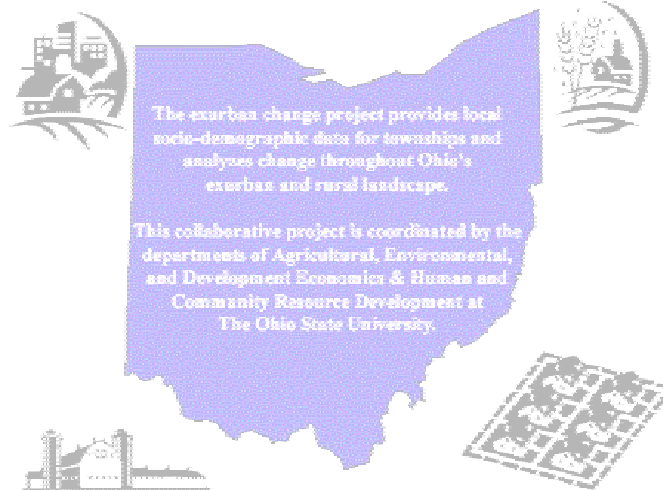 The exurban change project provides local
socio-demographic data for townships and
analyzes change throughout Ohio's
exurban and rural landscape.
This collaborative project is coordinated by the
departments of Agricultural, Environmental,
and Development Economics & Human and
Community Resource Development at
The Ohio State University.